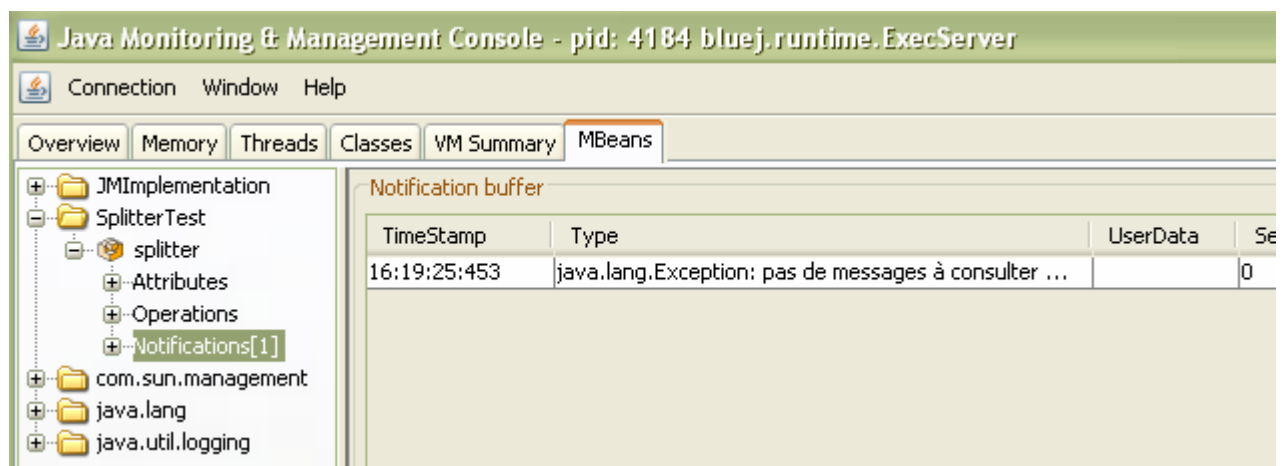 Java Monitoring & Management Console - pid: 4184 bluej.runtime.ExecServer
Connection Window Help
Overview Memory Threads Classes VM Summary MBeans
JMImplementation
SplitterTest
splitter
Attributes
Operations
Notifications[1]
com.sun.management
java.lang
java.util.logging
Notification buffer
TimeStamp Type UserData Se
16:19:25:453 java.lang.Exception: pas de messages à consulter ... 0